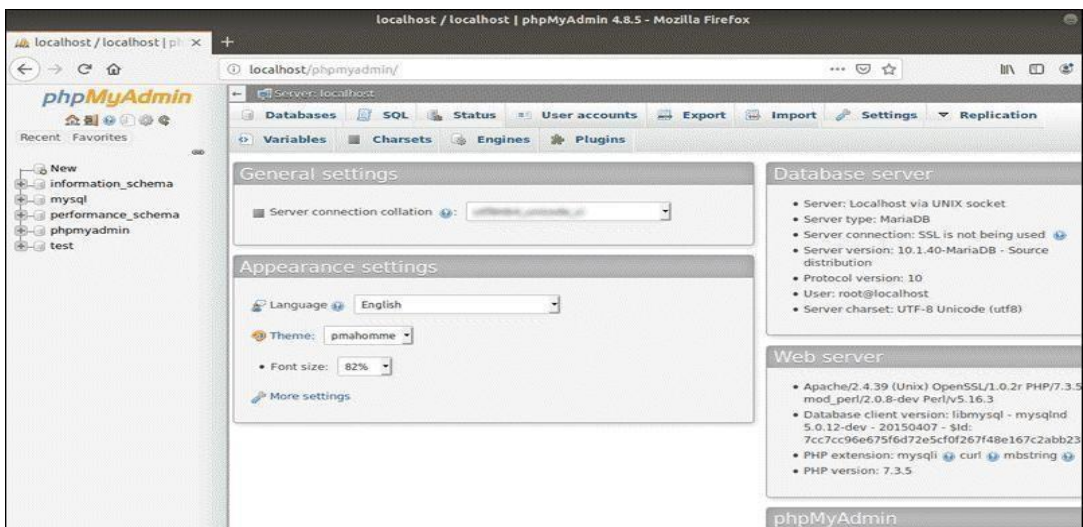 localhost / localhost | phpMyAdmin 4.8.5 - Mozilla Firefox
localhost / localhost | ph
localhost/phpmyadmin/
phpMyAdmin
Recent Favorites
New
information_schema
mysql
performance_schema
phpmyadmin
test
Server: localhost
Databases SQL Status User accounts Export Import Settings Replication
Variables Charsets Engines Plugins
General settings
Server connection collation :
Appearance settings
Language English
Theme: pmahomme
• Font size: 82%
More settings
Database server
• Server: Localhost via UNIX socket
• Server type: MariaDB
• Server connection: SSL is not being used
• Server version: 10.1.40-MariaDB - Source
distribution
• Protocol version: 10
• User: root@localhost
• Server charset: UTF-8 Unicode (utf8)
Web server
• Apache/2.4.39 (Unix) OpenSSL/1.0.2r PHP/7.3.5
mod_perl/2.0.8-dev Perl/v5.16.3
• Database client version: libmysql - mysqlnd
5.0.12-dev - 20150407 - $Id:
7cc7cc96e675f6d72e5cf0f267f48e167c2abb23
• PHP extension: mysqli curl mbstring
• PHP version: 7.3.5
phpMyAdmin